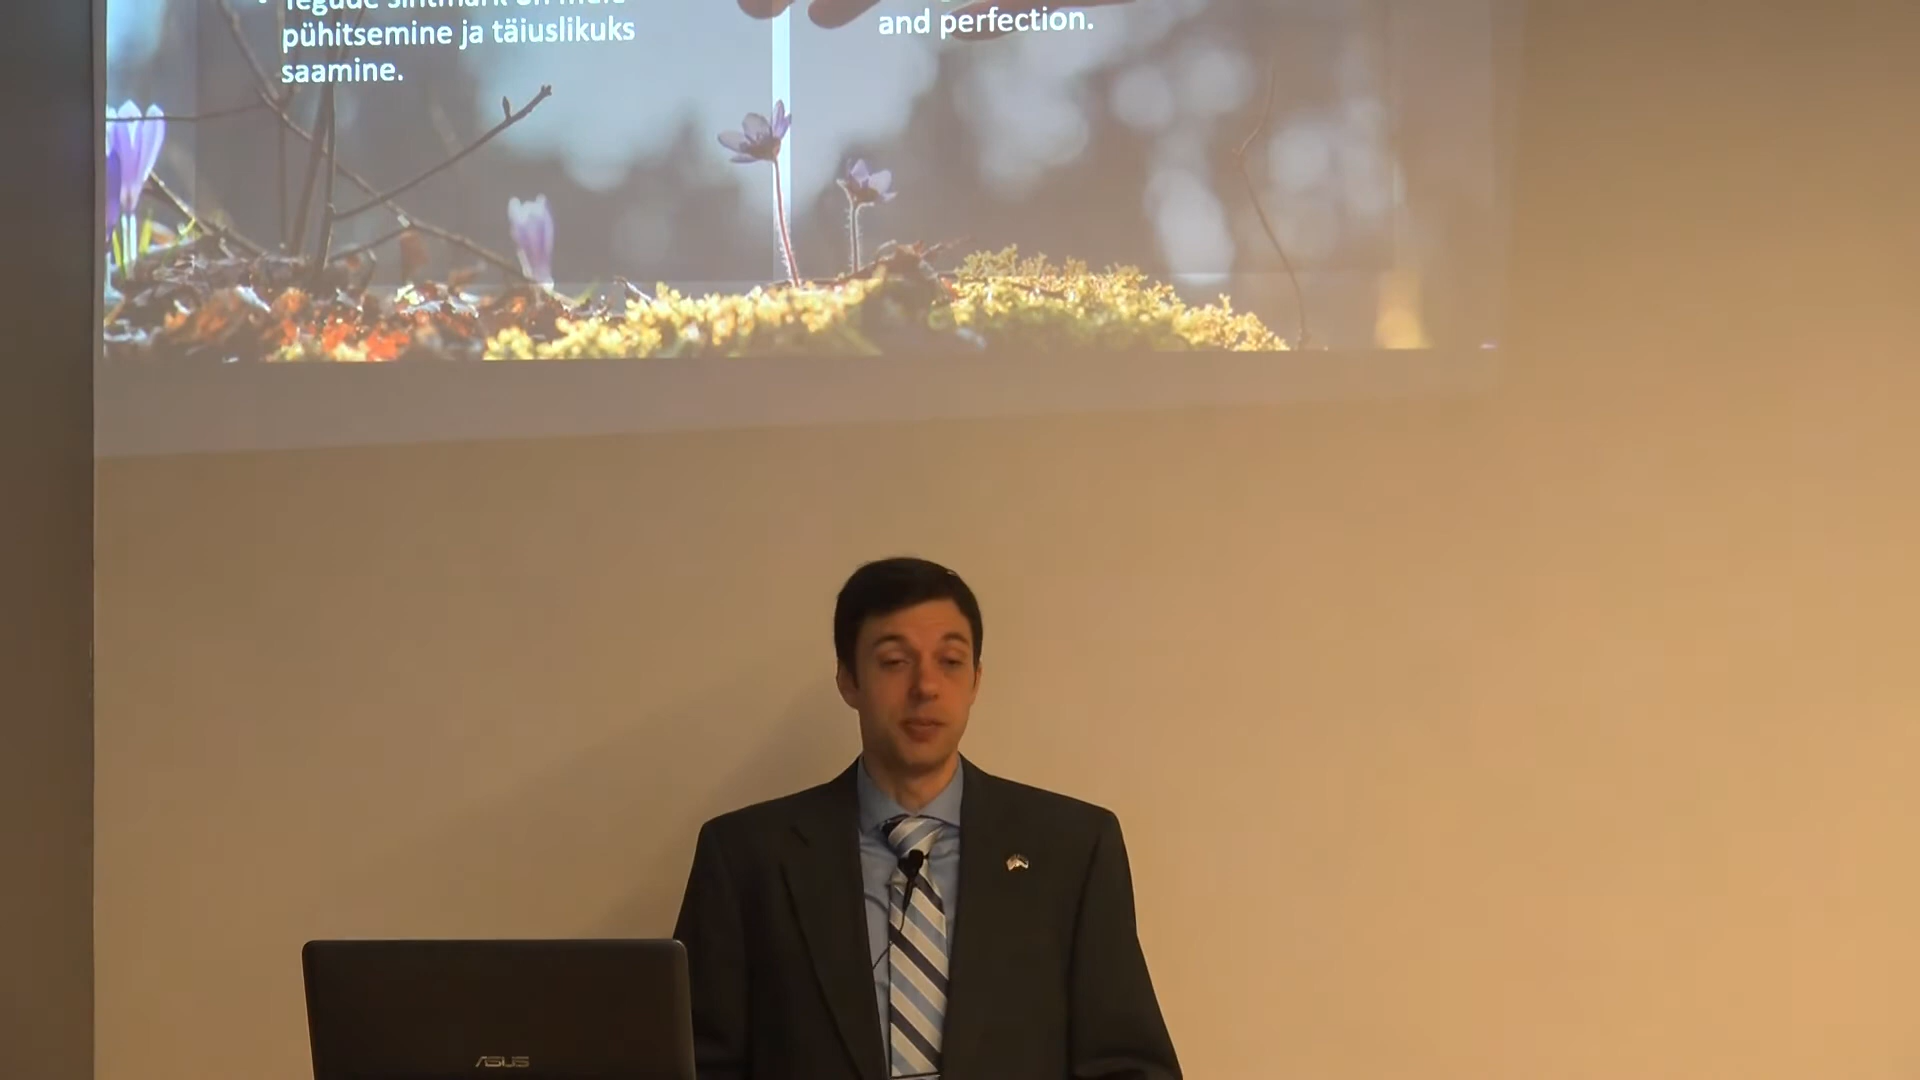 pühitsemine ja täiuslikuks
saamine.
and perfection.
ASUS